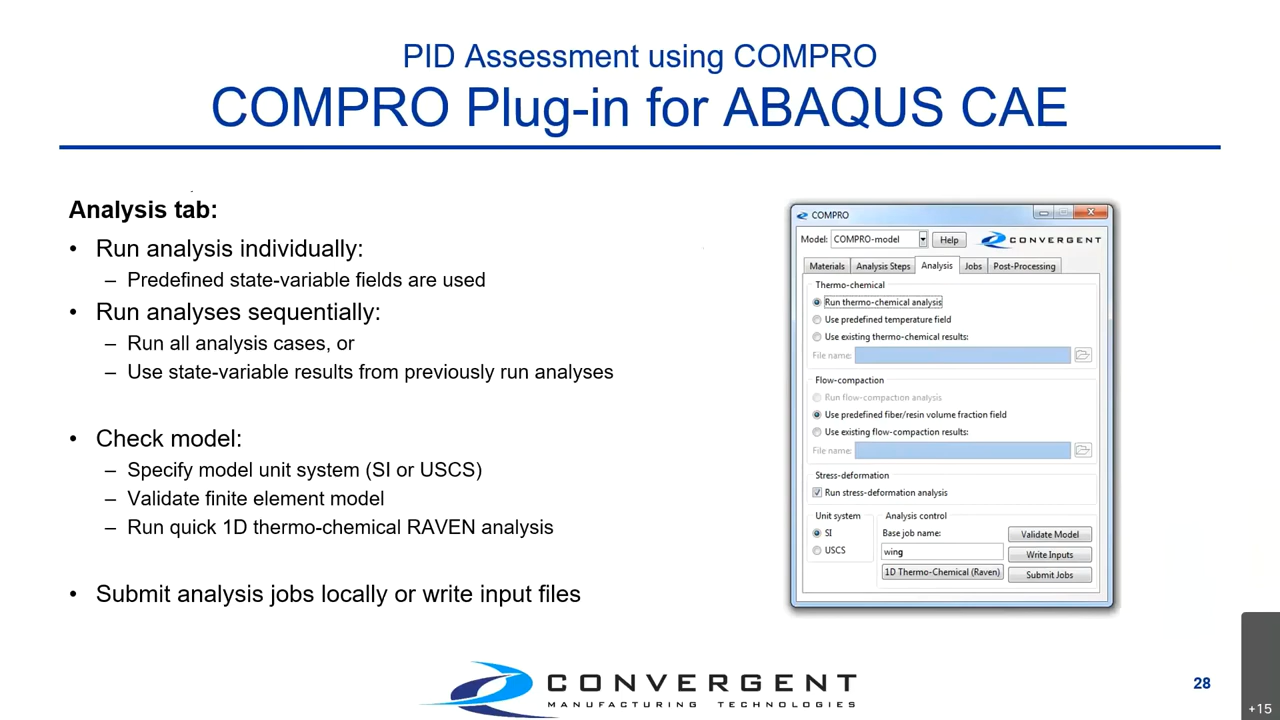 PID Assessment using COMPRO
COMPRO Plug-in for ABAQUS CAE
Analysis tab:
• Run analysis individually:
– Predefined state-variable fields are used
• Run analyses sequentially:
– Run all analysis cases, or
– Use state-variable results from previously run analyses
• Check model:
– Specify model unit system (SI or USCS)
– Validate finite element model
– Run quick 1D thermo-chemical RAVEN analysis
• Submit analysis jobs locally or write input files
COMPRO
Model: COMPRO-model Help CONVERGENT
Materials Analysis Steps Analysis Jobs Post-Processing
Thermo-chemical
Run thermo-chemical analysis
Use predefined temperature field
Use existing thermo-chemical results:
File name:
Flow-compaction
Run flow-compaction analysis
Use predefined fiber/resin volume fraction field
Use existing flow-compaction results:
File name:
Stress-deformation
Run stress-deformation analysis
Unit system
SI
USCS
Analysis control
Base job name:
wing
1D Thermo-Chemical (Raven)
Validate Model
Write Inputs
Submit Jobs
CONVERGENT
MANUFACTURING TECHNOLOGIES
28
+15